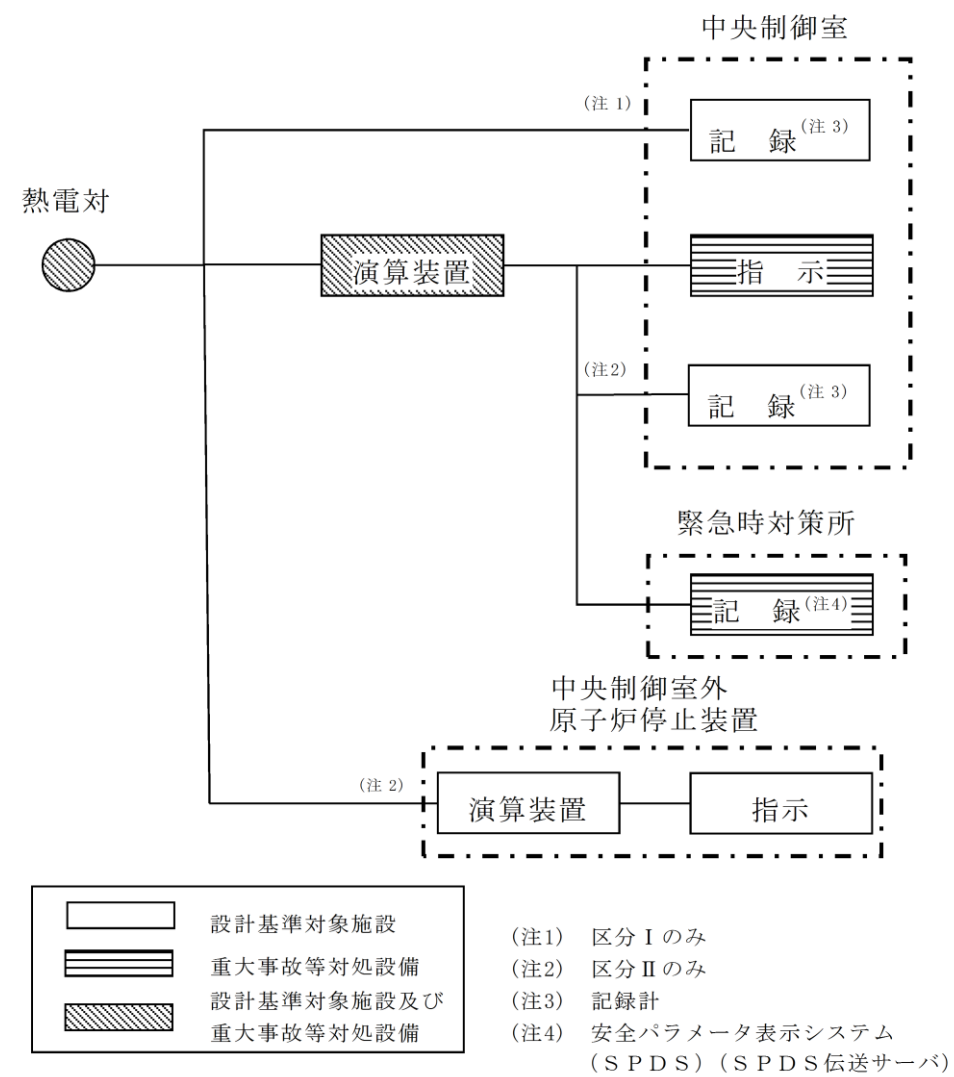 中央制御室
(注 1)
記 録(注 3)
熱電対
演算装置
指 示
(注2)
記 録(注 3)
緊急時対策所
記 録(注4)
中央制御室外
原子炉停止装置
(注 2)
演算装置
指示
設計基準対象施設
重大事故等対処設備
設計基準対象施設及び
重大事故等対処設備
(注1) 区分Ⅰのみ
(注2) 区分Ⅱのみ
(注3) 記録計
(注4) 安全パラメータ表示システム
(SPDS)(SPDS伝送サーバ)